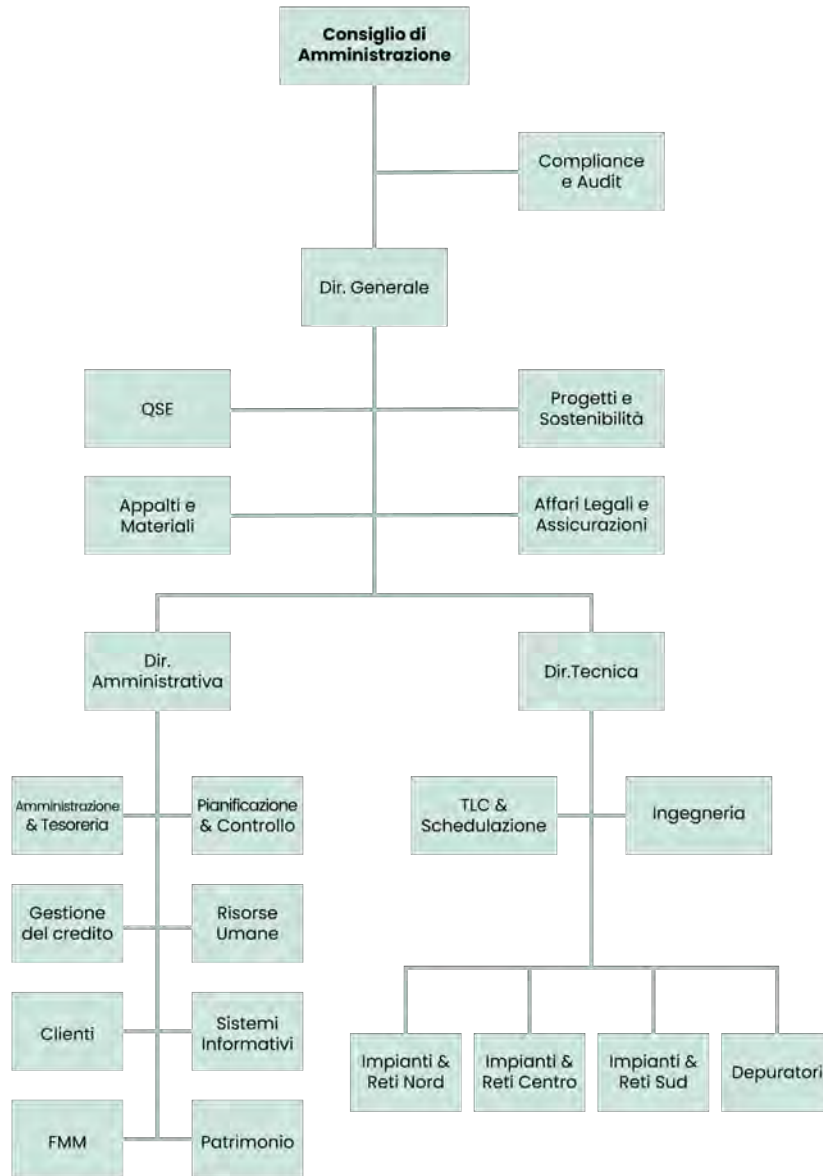 Consiglio di
Amministrazione
Compliance
e Audit
Dir. Generale
QSE
Progetti e
Sostenibilità
Appalti e
Materiali
Affari Legali e
Assicurazioni
Dir.
Amministrativa
Dir.Tecnica
Amministrazione
& Tesoreria
Pianificazione
& Controllo
TLC &
Schedulazione
Ingegneria
Gestione
del credito
Risorse
Umane
Clienti
Sistemi
Informativi
Impianti &
Reti Nord
Impianti &
Reti Centro
Impianti &
Reti Sud
Depuratori
FMM
Patrimonio